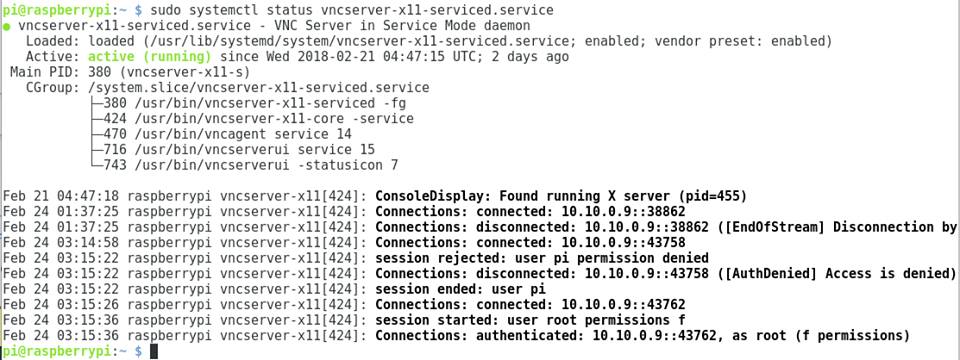 pi@raspberrypi:~ $ sudo systemctl status vncserver-x11-serviced.service
● vncserver-x11-serviced.service - VNC Server in Service Mode daemon
   Loaded: loaded (/usr/lib/systemd/system/vncserver-x11-serviced.service; enabled; vendor preset: enabled)
   Active: active (running) since Wed 2018-02-21 04:47:15 UTC; 2 days ago
 Main PID: 380 (vncserver-x11-s)
   CGroup: /system.slice/vncserver-x11-serviced.service
           ├─380 /usr/bin/vncserver-x11-serviced -fg
           ├─424 /usr/bin/vncserver-x11-core -service
           ├─470 /usr/bin/vncagent service 14
           ├─716 /usr/bin/vncserverui service 15
           └─743 /usr/bin/vncserverui -statusicon 7

Feb 21 04:47:18 raspberrypi vncserver-x11[424]: ConsoleDisplay: Found running X server (pid=455)
Feb 24 01:37:25 raspberrypi vncserver-x11[424]: Connections: connected: 10.10.0.9::38862
Feb 24 01:37:25 raspberrypi vncserver-x11[424]: Connections: disconnected: 10.10.0.9::38862 ([EndOfStream] Disconnection by
Feb 24 03:14:58 raspberrypi vncserver-x11[424]: Connections: connected: 10.10.0.9::43758
Feb 24 03:15:22 raspberrypi vncserver-x11[424]: session rejected: user pi permission denied
Feb 24 03:15:22 raspberrypi vncserver-x11[424]: Connections: disconnected: 10.10.0.9::43758 ([AuthDenied] Access is denied)
Feb 24 03:15:22 raspberrypi vncserver-x11[424]: session ended: user pi
Feb 24 03:15:26 raspberrypi vncserver-x11[424]: Connections: connected: 10.10.0.9::43762
Feb 24 03:15:36 raspberrypi vncserver-x11[424]: session started: user root permissions f
Feb 24 03:15:36 raspberrypi vncserver-x11[424]: Connections: authenticated: 10.10.0.9::43762, as root (f permissions)
pi@raspberrypi:~ $